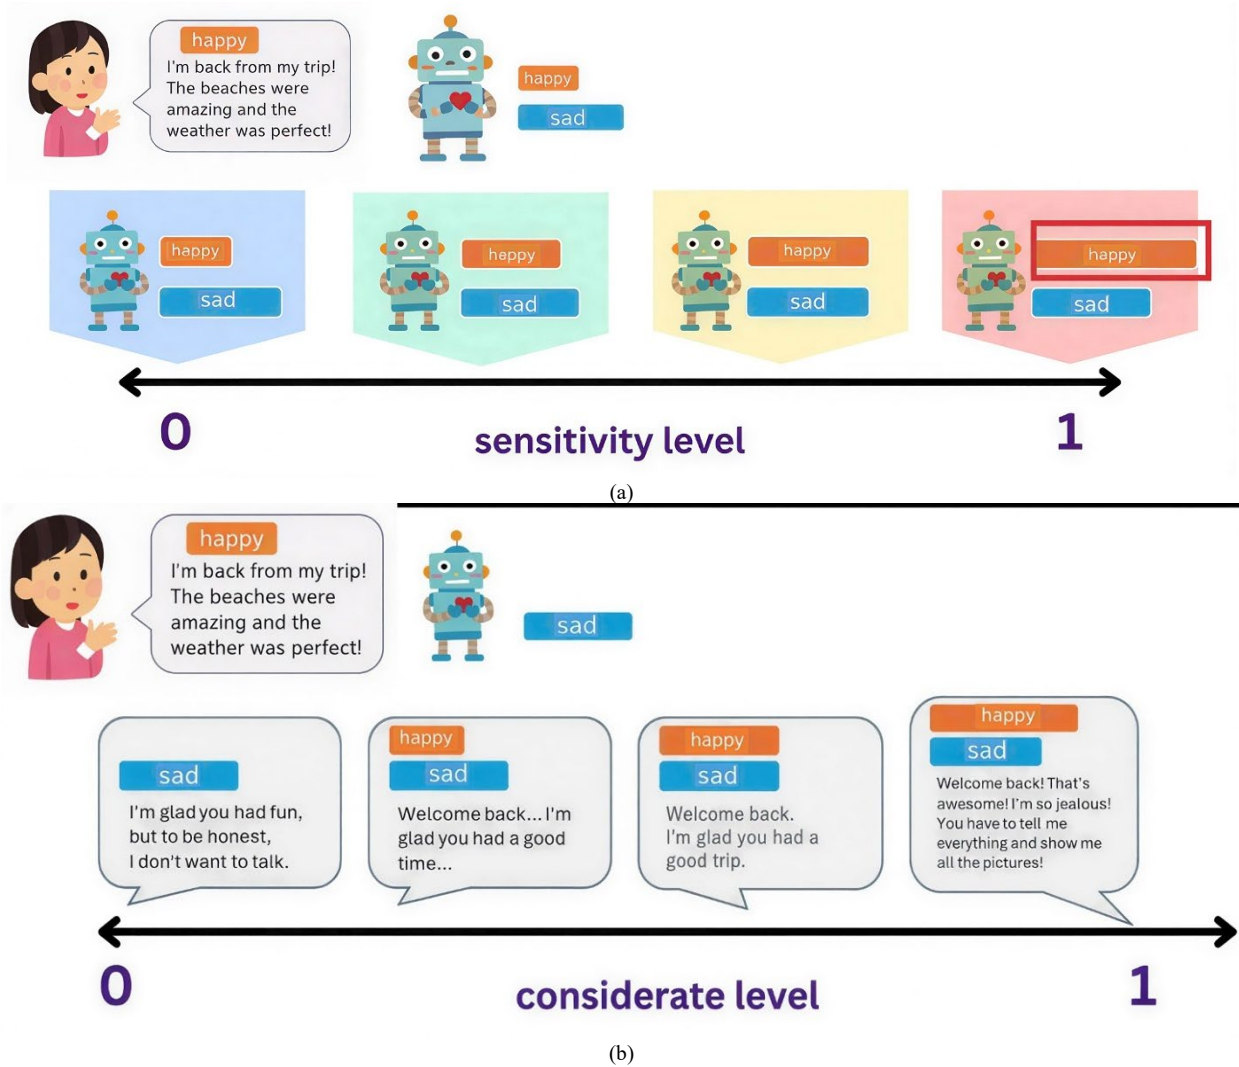 happy
I'm back from my trip!
The beaches were
amazing and the
weather was perfect!
happy
sad
happy
sad
happy
sad
happy
sad
happy
sad
0
1
sensitivity level
(a)
happy
I'm back from my trip!
The beaches were
amazing and the
weather was perfect!
sad
sad
I'm glad you had fun,
but to be honest,
I don't want to talk.
happy
sad
Welcome back... I'm
glad you had a good
time...
happy
sad
Welcome back.
I'm glad you had a
good trip.
happy
sad
Welcome back! That's
awesome! I'm so jealous!
You have to tell me
everything and show me
all the pictures!
0
1
considerate level
(b)